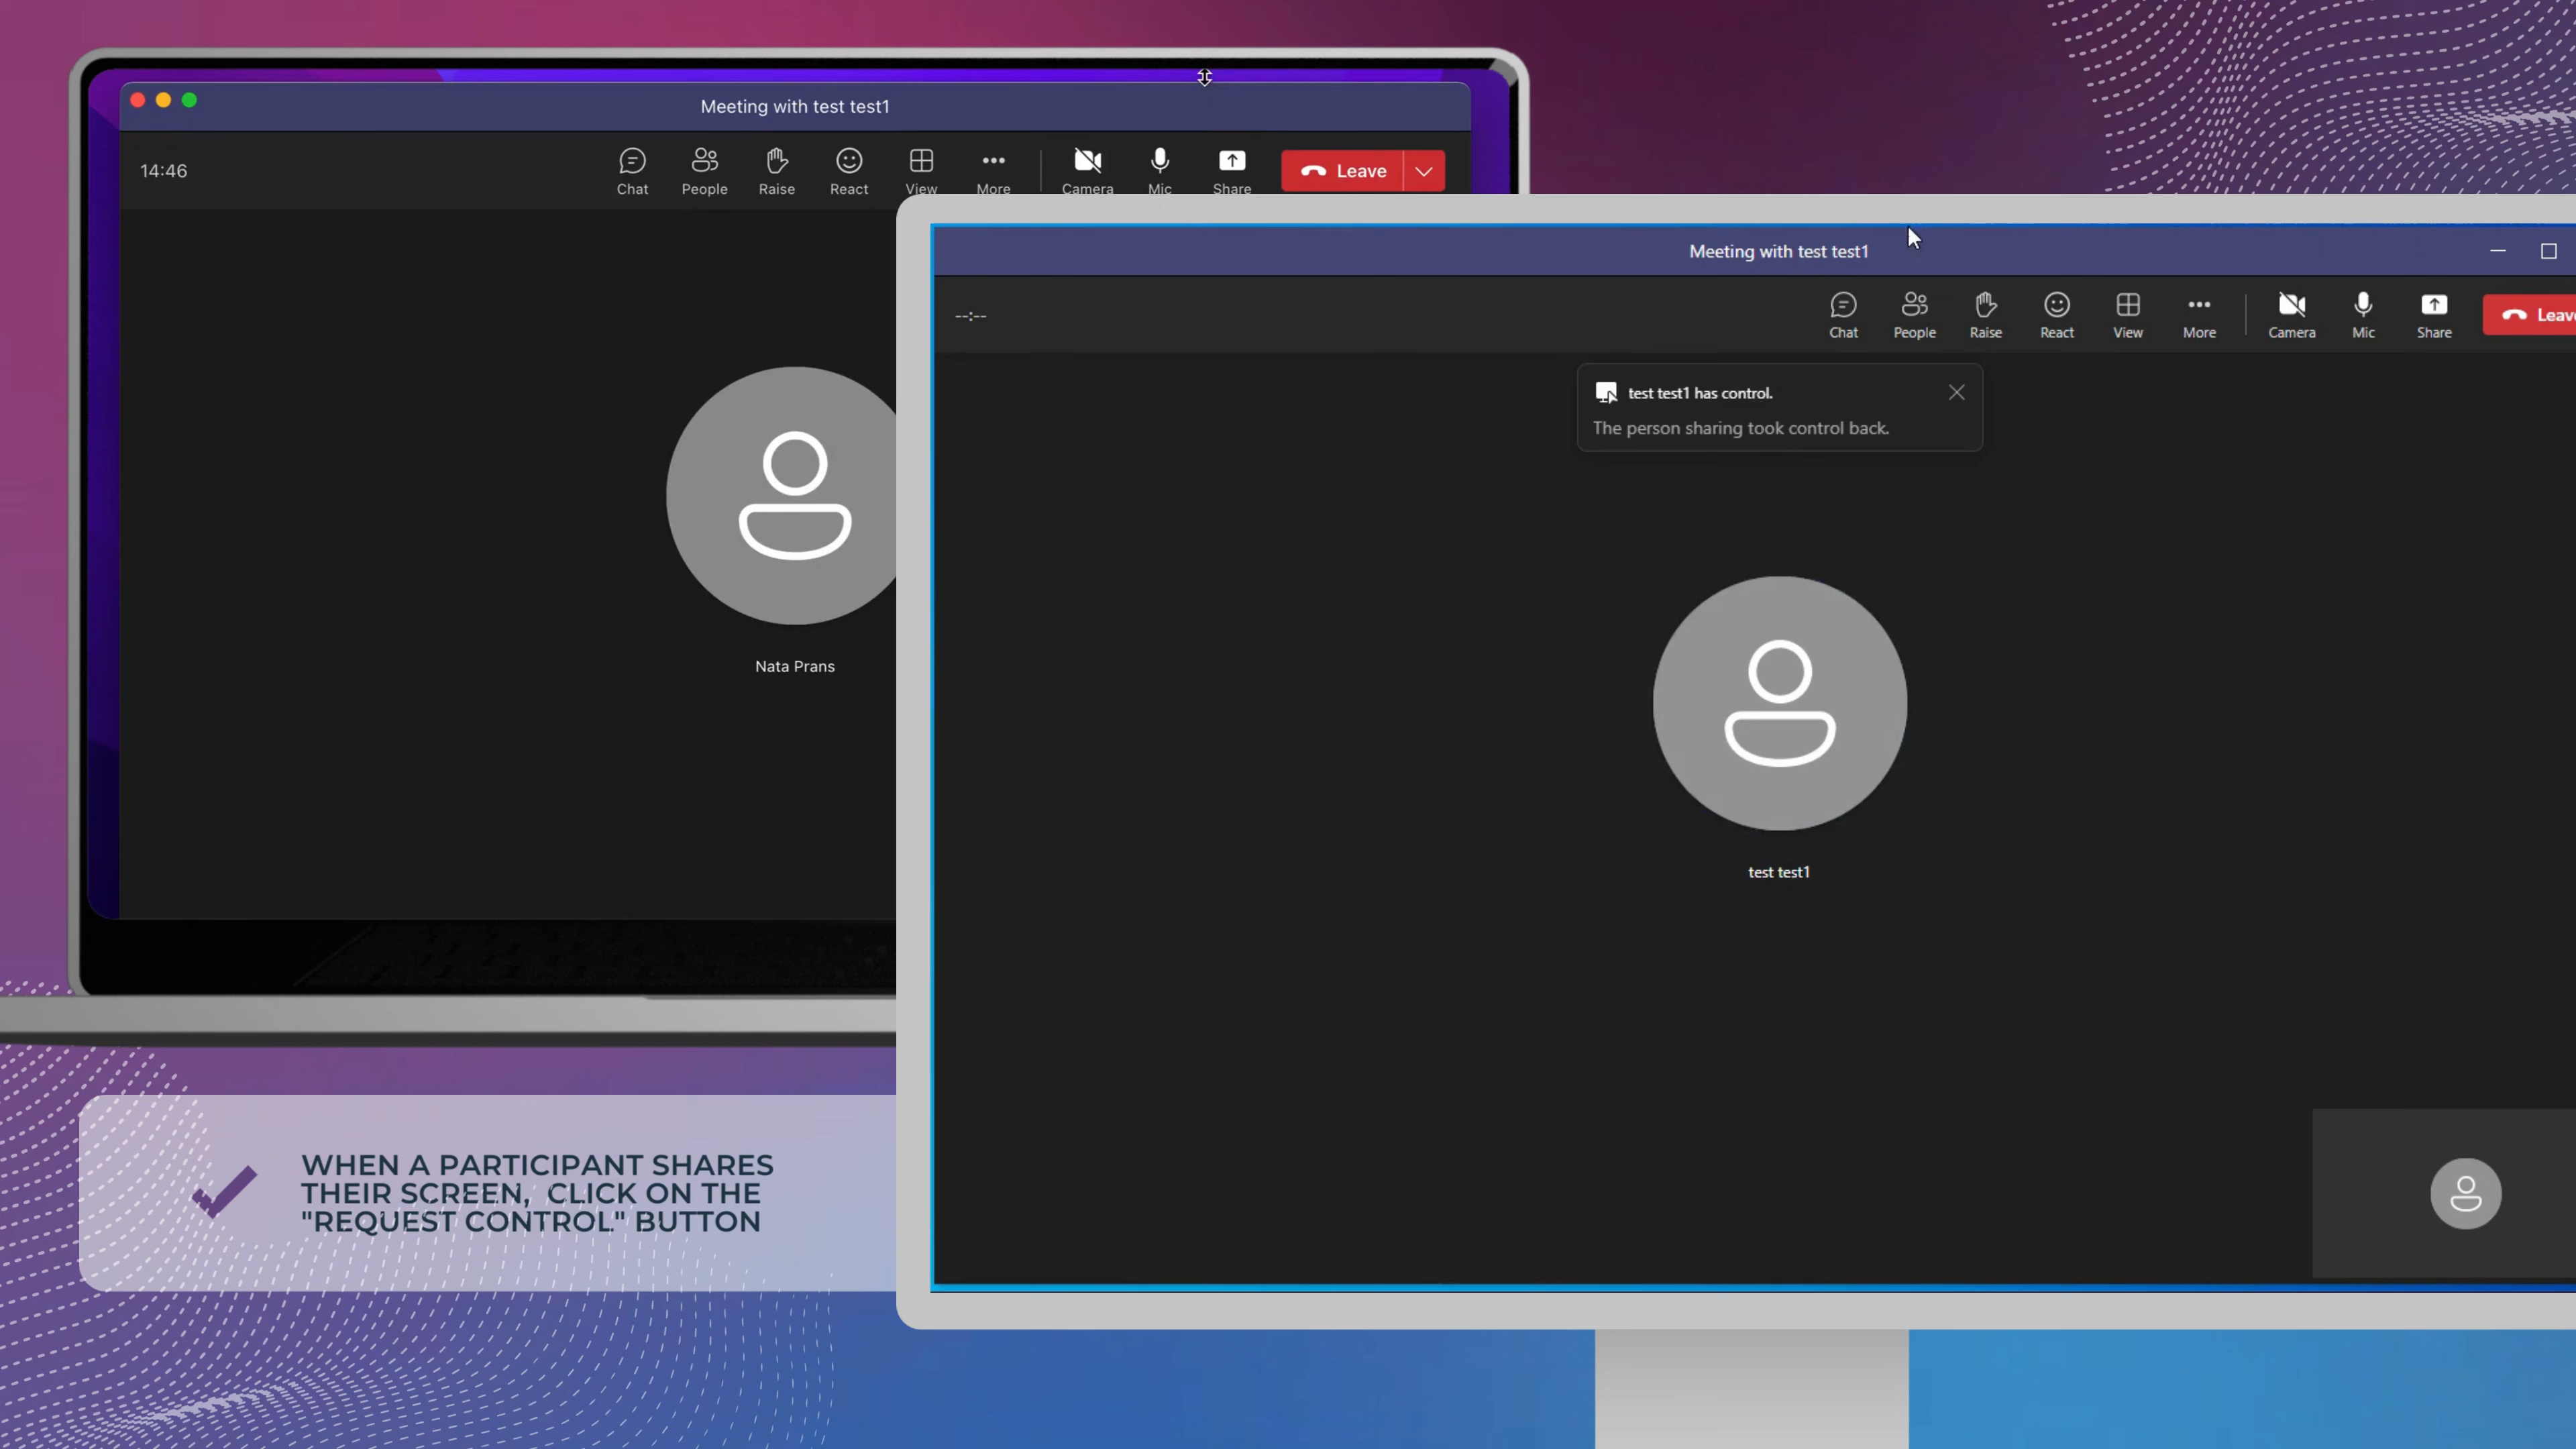 Meeting with test test1
14:46
Chat
People
Raise
React
View
More
Camera
Mic
Share
Leave
Nata Prans
Meeting with test test1
--:--
Chat
People
Raise
React
View
More
Camera
Mic
Share
Leav
test test1 has control.
The person sharing took control back.
test test1
WHEN A PARTICIPANT SHARES
THEIR SCREEN, CLICK ON THE
"REQUEST CONTROL" BUTTON